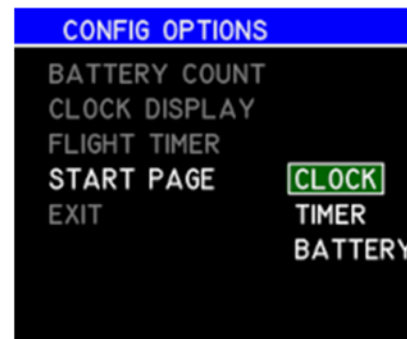 CONFIG OPTIONS
BATTERY COUNT
CLOCK DISPLAY
FLIGHT TIMER
START PAGE CLOCK
EXIT TIMER
BATTERY